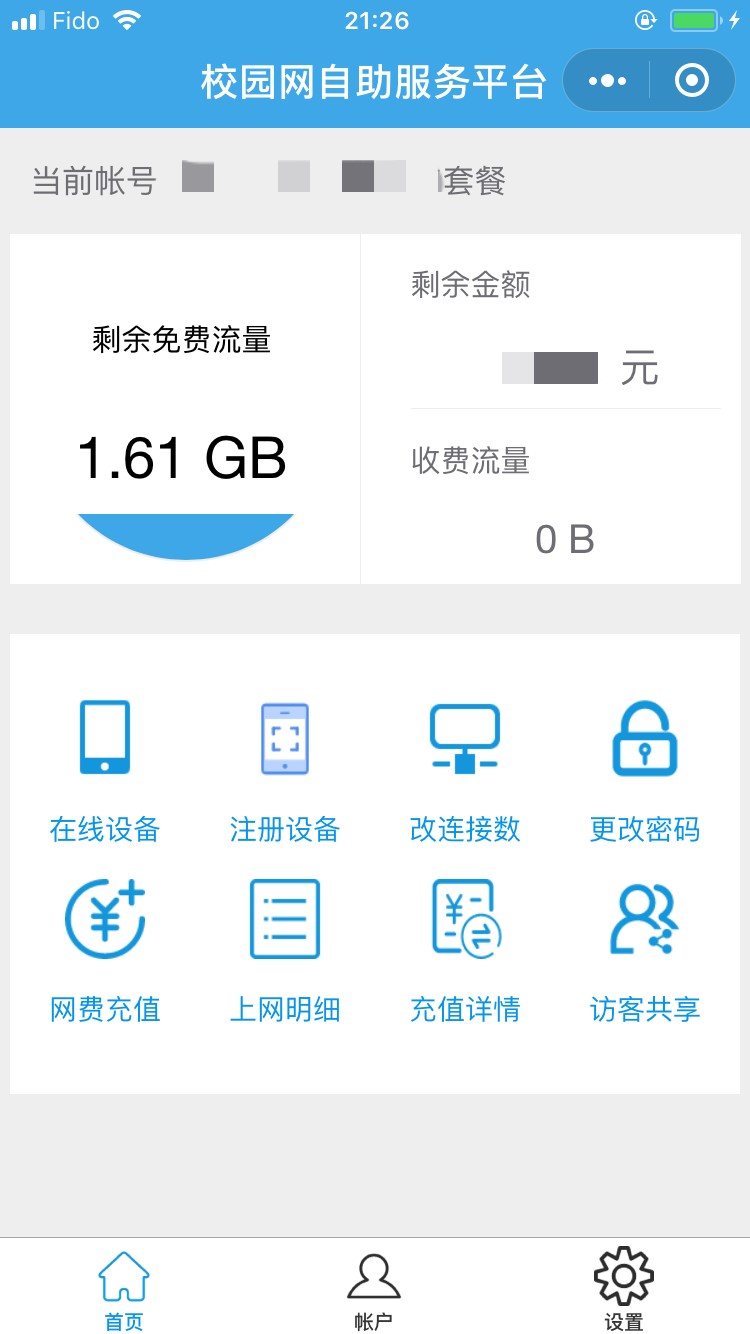 Fido 21:26
校园网自助服务平台
当前帐号 套餐
剩余免费流量
1.61 GB
剩余金额
元
收费流量
0 B
在线设备 注册设备 改连接数 更改密码
网费充值 上网明细 充值详情 访客共享
首页 帐户 设置